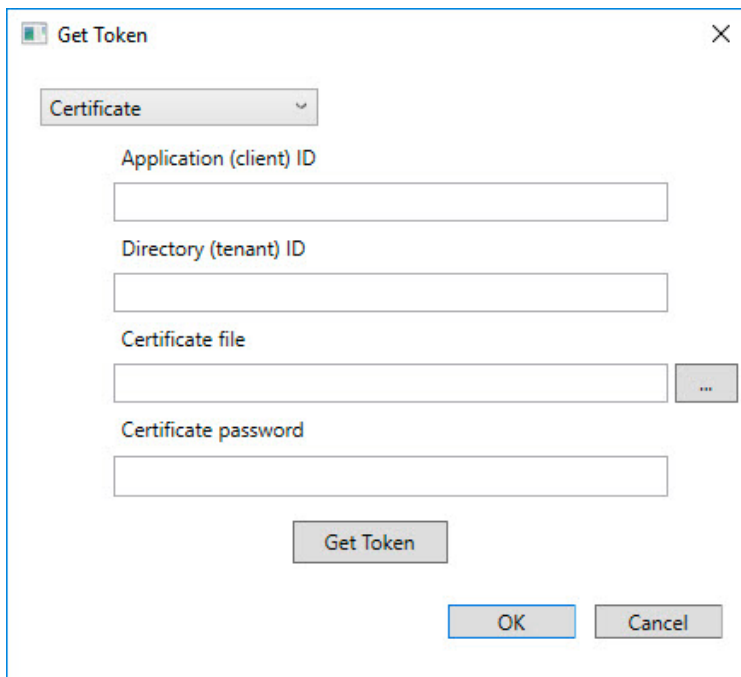 Get Token
Certificate
Application (client) ID
Directory (tenant) ID
Certificate file
...
Certificate password
Get Token
OK Cancel